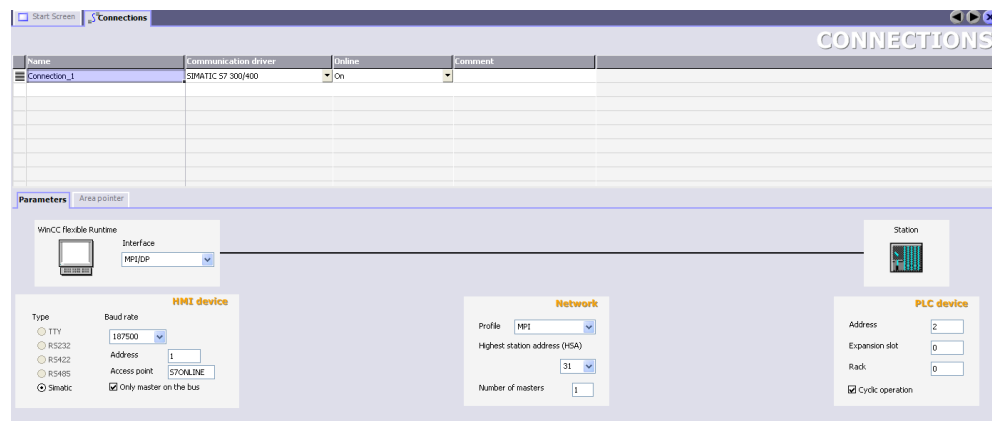 Start Screen Connections
CONNECTIONS
Name Communication driver Online Comment
Connection_1 SIMATIC S7 300/400 On
Parameters Area pointer
WinCC flexible Runtime
Interface
MPI/DP
Station
HMI device
Type Baud rate
TTY
187500
RS232
RS422
Address 1
RS485
Access point S7ONLINE
Simatic
Only master on the bus
Network
Profile MPI
Highest station address (HSA)
31
Number of masters 1
PLC device
Address 2
Expansion slot 0
Rack 0
Cyclic operation